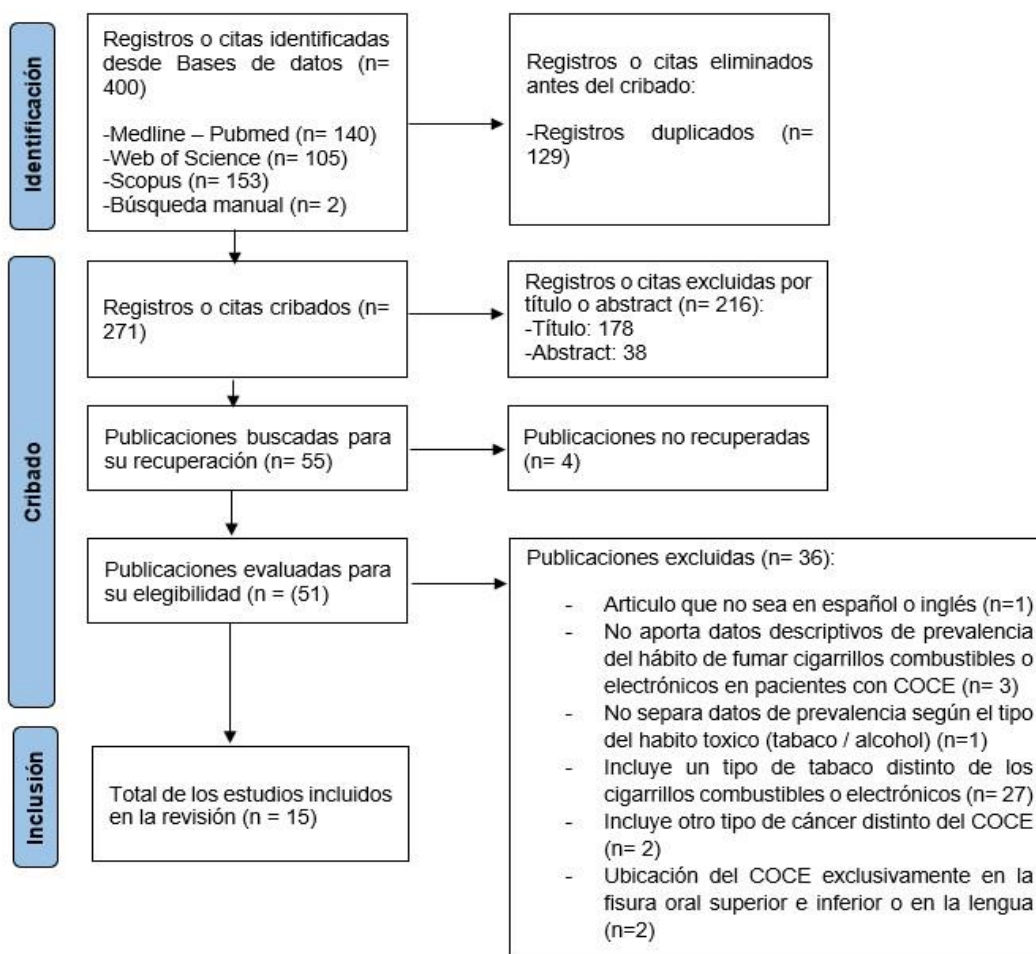 Identificación
Registros o citas identificadas
desde Bases de datos (n=
400)
-Medline – Pubmed (n= 140)
-Web of Science (n= 105)
-Scopus (n= 153)
-Búsqueda manual (n= 2)
Registros o citas eliminados
antes del cribado:
-Registros duplicados (n=
129)
Cribado
Registros o citas cribados (n=
271)
Registros o citas excluidas por
título o abstract (n= 216):
-Título: 178
-Abstract: 38
Publicaciones buscadas para
su recuperación (n= 55)
Publicaciones no recuperadas
(n= 4)
Publicaciones evaluadas para
su elegibilidad (n = (51)
Publicaciones excluidas (n= 36):
- Articulo que no sea en español o inglés (n=1)
- No aporta datos descriptivos de prevalencia
del hábito de fumar cigarrillos combustibles o
electrónicos en pacientes con COCE (n= 3)
- No separa datos de prevalencia según el tipo
del habito toxico (tabaco / alcohol) (n=1)
- Incluye un tipo de tabaco distinto de los
cigarrillos combustibles o electrónicos (n= 27)
- Incluye otro tipo de cáncer distinto del COCE
(n= 2)
- Ubicación del COCE exclusivamente en la
fisura oral superior e inferior o en la lengua
(n=2)
Inclusión
Total de los estudios incluidos
en la revisión (n = 15)